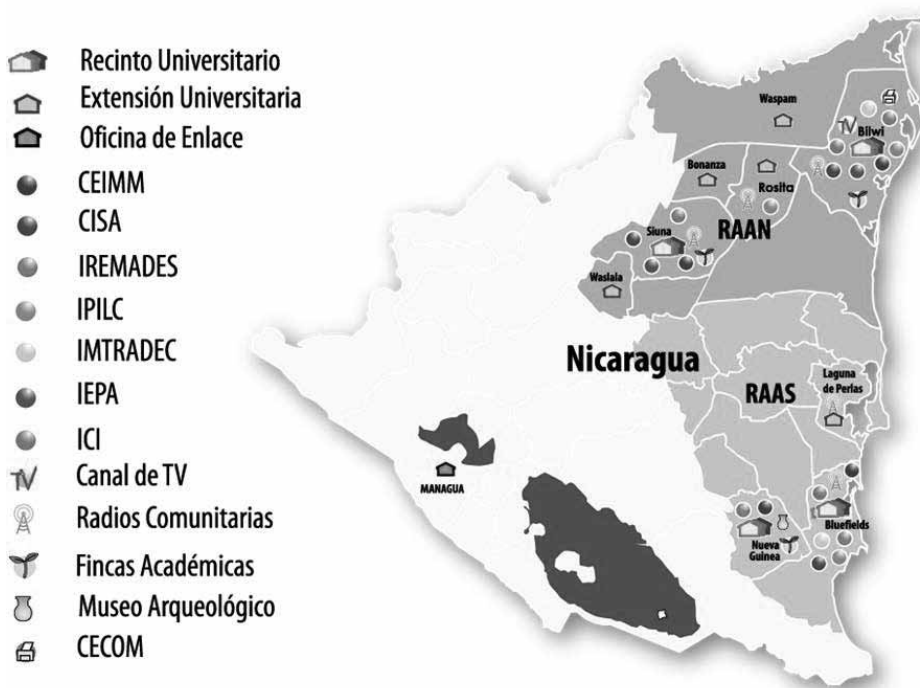 Recinto Universitario
Extensión Universitaria
Oficina de Enlace
CEIMM
CISA
IREMADES
IPILC
IMTRADEC
IEPA
ICI
TV Canal de TV
Radios Comunitarias
Fincas Académicas
Museo Arqueológico
CECOM
Waspam
TV
Bilwi
Bonanza
Rosita
Siuna
RAAN
Waslala
Nicaragua
Laguna
de Perlas
RAAS
MANAGUA
Bluefields
Nueva
Guinea